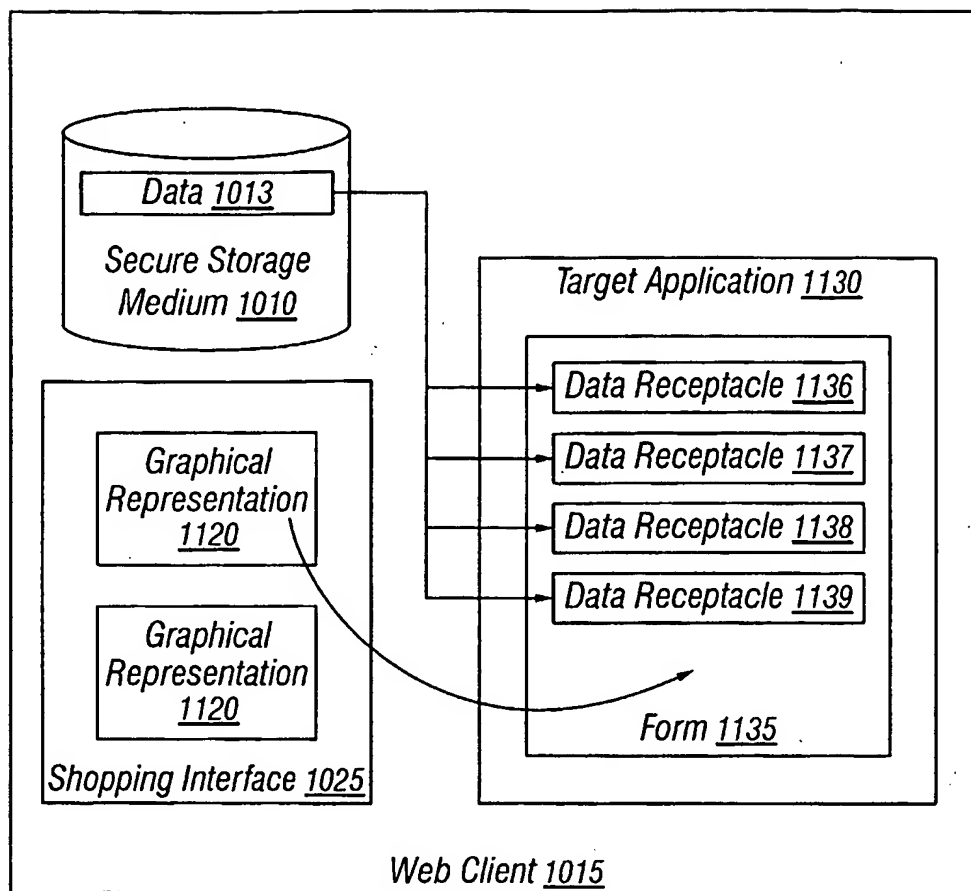 Data 1013
Secure Storage
Medium 1010
Target Application 1130
Data Receptacle 1136
Data Receptacle 1137
Data Receptacle 1138
Data Receptacle 1139
Form 1135
Graphical
Representation
1120
Graphical
Representation
1120
Shopping Interface 1025
Web Client 1015